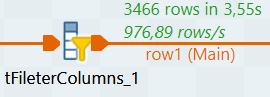 3466 rows in 3,55s
976,89 rows/s
row1 (Main)
tFileterColumns_1